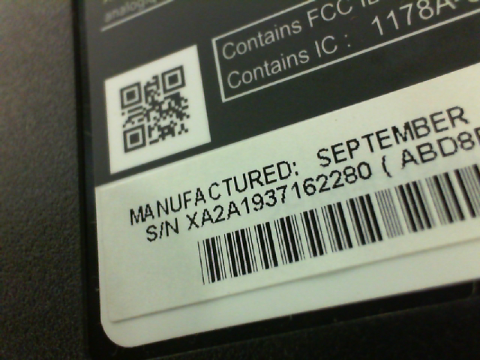 Contains FCC ID
Contains IC : 1178A-
MANUFACTURED: SEPTEMBER
S/N XA2A1937162280 ( ABD8